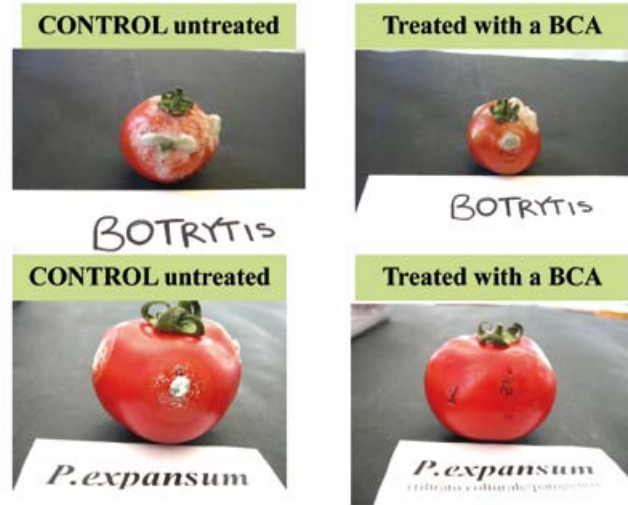 CONTROL untreated
Treated with a BCA
BOTRYTIS
BOTRYTIS
CONTROL untreated
Treated with a BCA
P.expansum
P.expansum